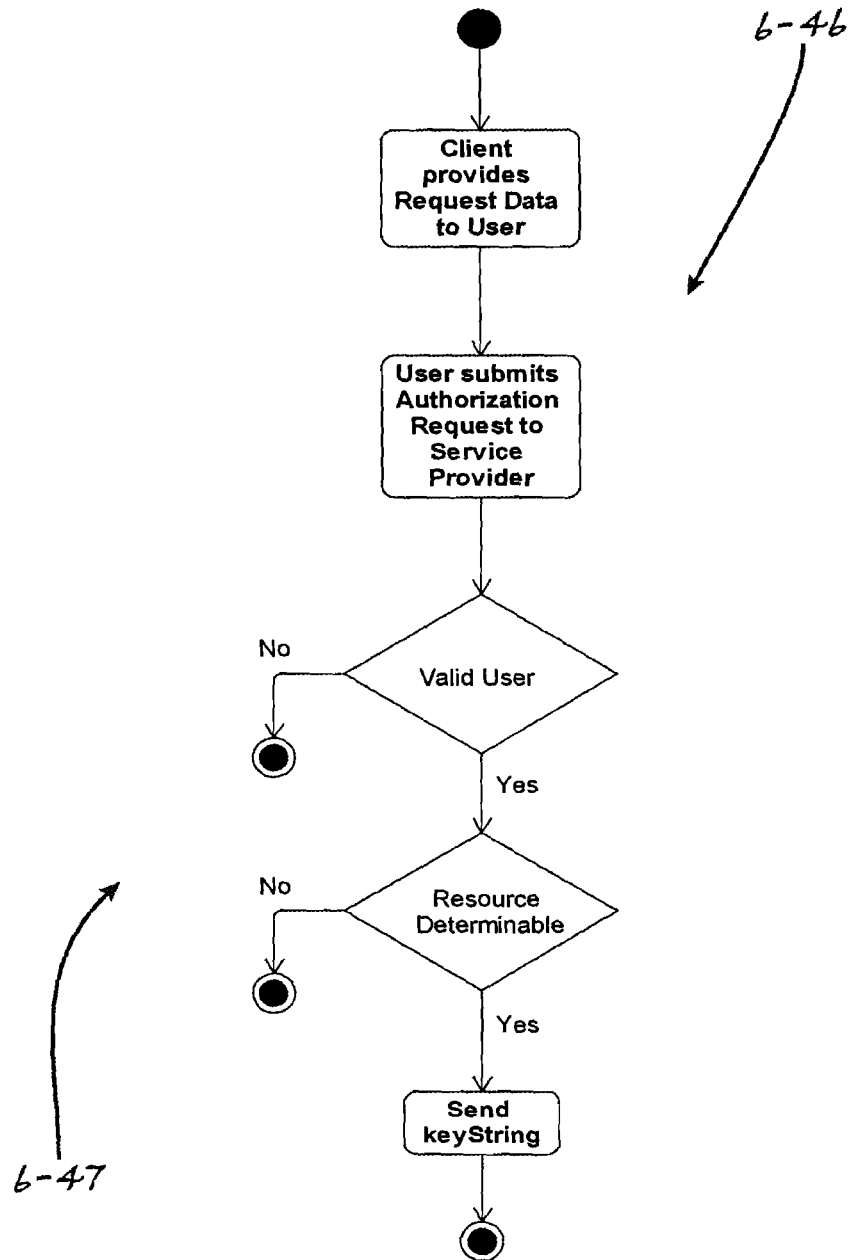 6-46
Client
provides
Request Data
to User
User submits
Authorization
Request to
Service
Provider
Valid User
No
Yes
Resource
Determinable
No
Yes
Send
keyString
6-47